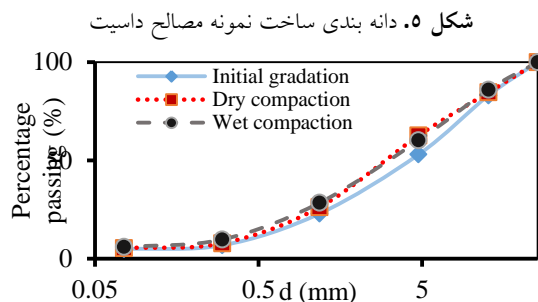 شکل ۵. دانه بندی ساخت نمونه مصالح داسیت
100
50
0
Percentage
passing (%)
Initial gradation
Dry compaction
Wet compaction
0.05
0.5
5
d (mm)